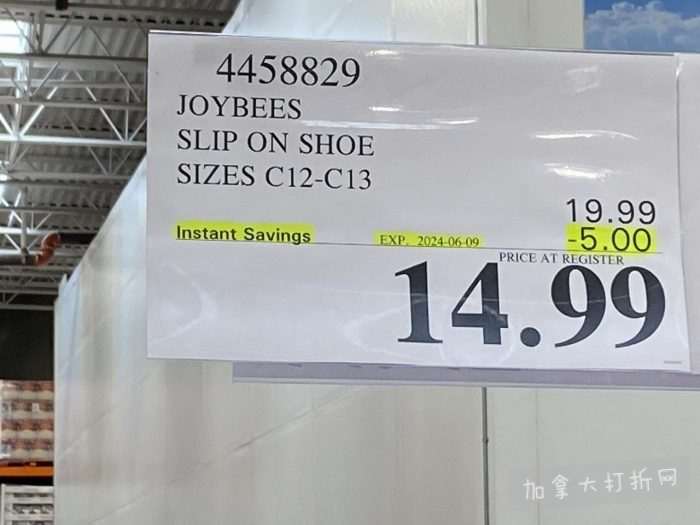 4458829
JOYBEES
SLIP ON SHOE
SIZES C12-C13
19.99
Instant Savings EXP. 2024-06-09 -5.00
PRICE AT REGISTER
14.99
加拿大打折网